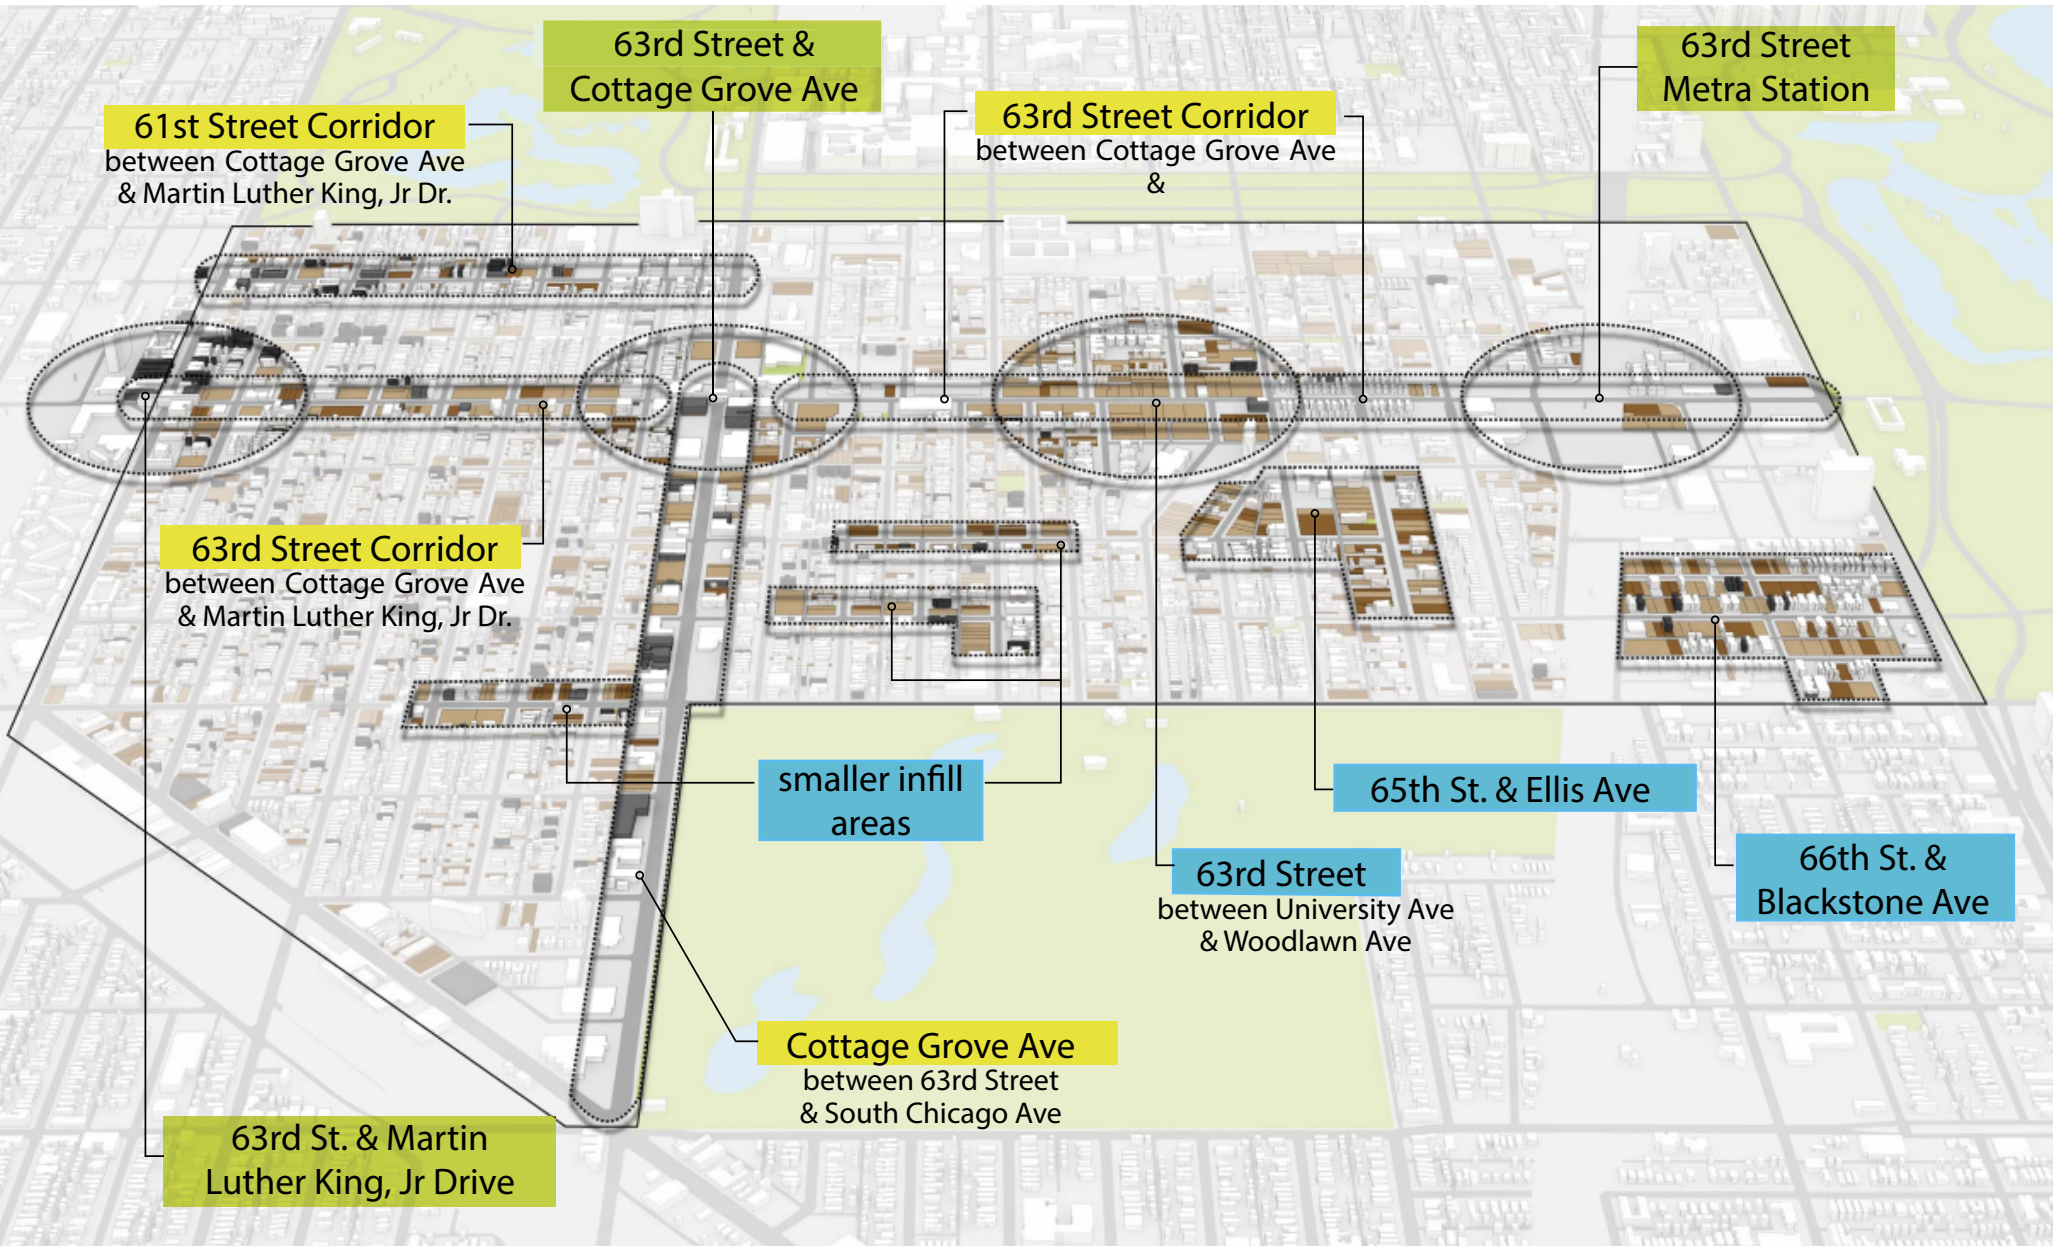 63rd Street &
Cottage Grove Ave
63rd Street
Metra Station
61st Street Corridor
between Cottage Grove Ave
& Martin Luther King, Jr Dr.
63rd Street Corridor
between Cottage Grove Ave
&
63rd Street Corridor
between Cottage Grove Ave
& Martin Luther King, Jr Dr.
smaller infill
areas
65th St. & Ellis Ave
63rd Street
between University Ave
& Woodlawn Ave
66th St. &
Blackstone Ave
Cottage Grove Ave
between 63rd Street
& South Chicago Ave
63rd St. & Martin
Luther King, Jr Drive